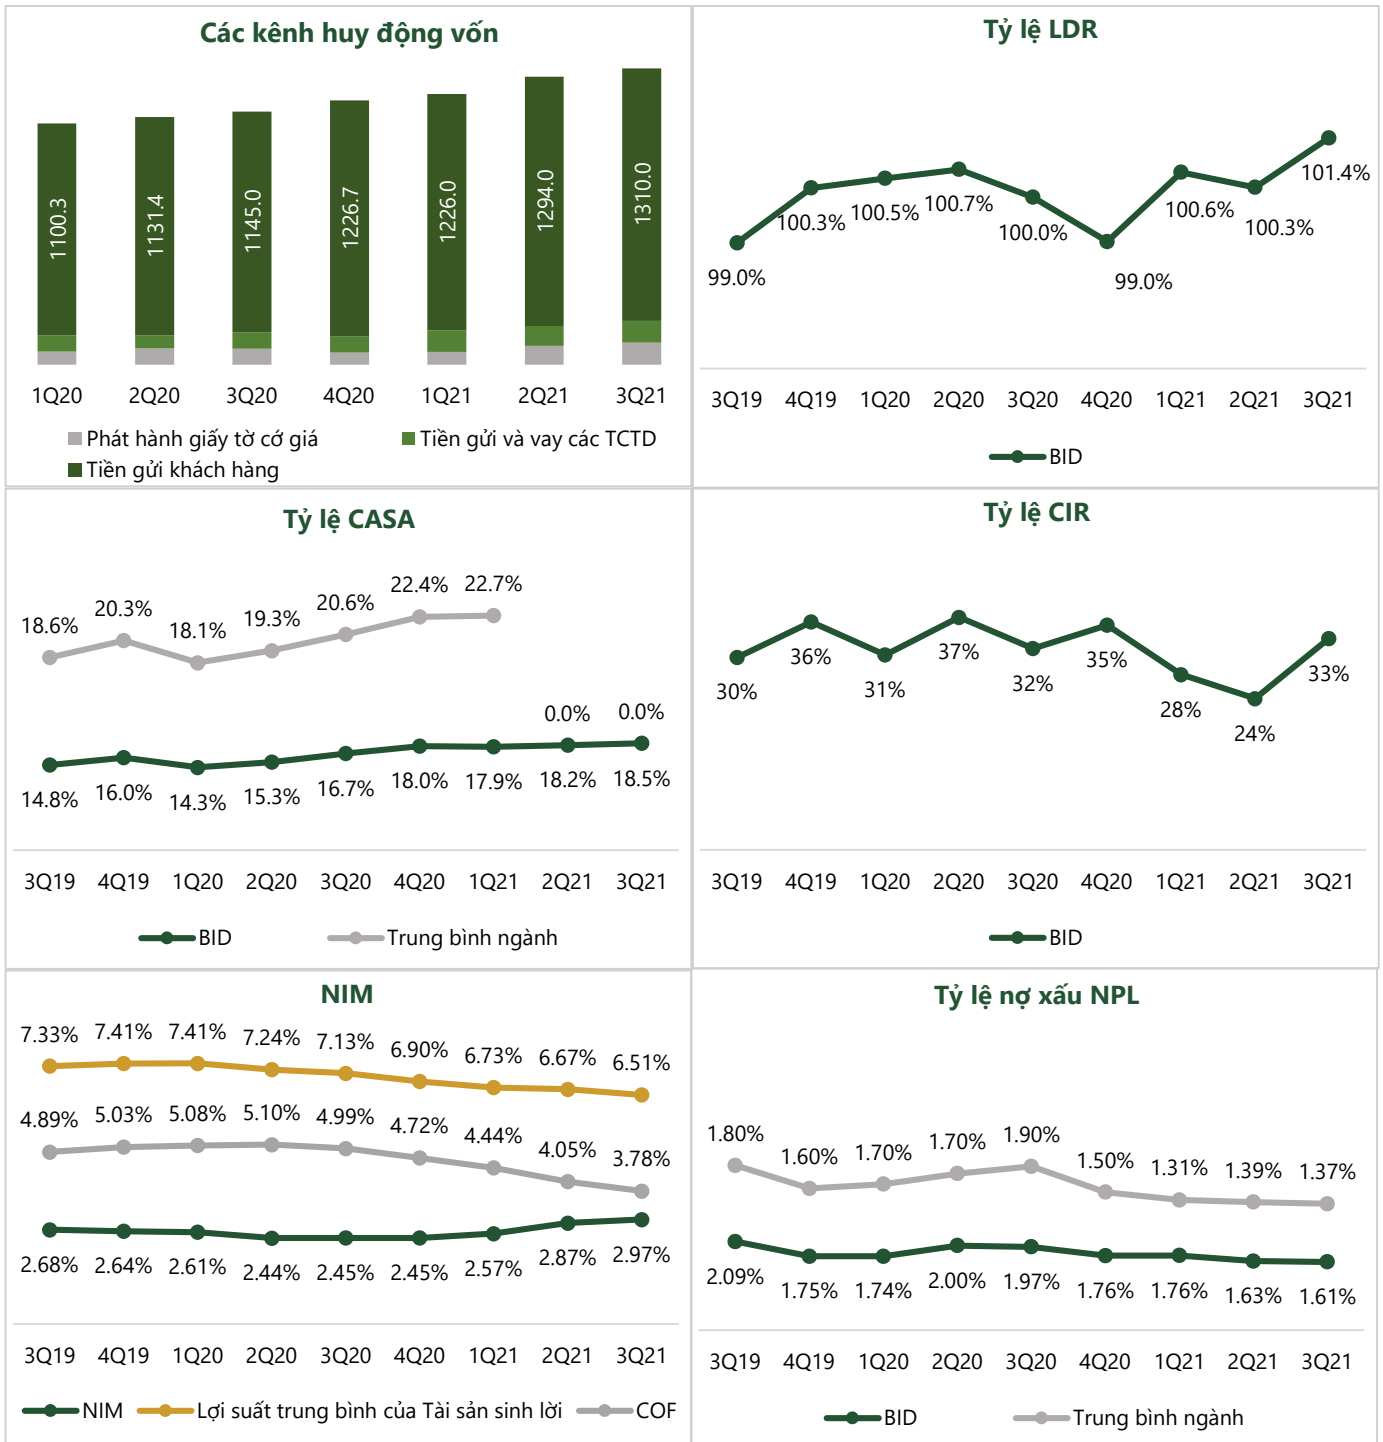 Các kênh huy động vốn
1100.3
1131.4
1145.0
1226.7
1226.0
1294.0
1310.0
1Q20 2Q20 3Q20 4Q20 1Q21 2Q21 3Q21
Phát hành giấy tờ cớ giá Tiền gửi và vay các TCTD
Tiền gửi khách hàng
Tỷ lệ LDR
99.0% 100.3% 100.5% 100.7% 100.0% 99.0% 100.6% 100.3% 101.4%
3Q19 4Q19 1Q20 2Q20 3Q20 4Q20 1Q21 2Q21 3Q21
BID
Tỷ lệ CASA
18.6% 20.3% 18.1% 19.3% 20.6% 22.4% 22.7% 0.0% 0.0%
14.8% 16.0% 14.3% 15.3% 16.7% 18.0% 17.9% 18.2% 18.5%
3Q19 4Q19 1Q20 2Q20 3Q20 4Q20 1Q21 2Q21 3Q21
BID Trung bình ngành
Tỷ lệ CIR
30% 36% 31% 37% 32% 35% 28% 24% 33%
3Q19 4Q19 1Q20 2Q20 3Q20 4Q20 1Q21 2Q21 3Q21
BID
NIM
7.33% 7.41% 7.41% 7.24% 7.13% 6.90% 6.73% 6.67% 6.51%
4.89% 5.03% 5.08% 5.10% 4.99% 4.72% 4.44% 4.05% 3.78%
2.68% 2.64% 2.61% 2.44% 2.45% 2.45% 2.57% 2.87% 2.97%
3Q19 4Q19 1Q20 2Q20 3Q20 4Q20 1Q21 2Q21 3Q21
NIM Lợi suất trung bình của Tài sản sinh lời COF
Tỷ lệ nợ xấu NPL
1.80% 1.60% 1.70% 1.70% 1.90% 1.50% 1.31% 1.39% 1.37%
2.09% 1.75% 1.74% 2.00% 1.97% 1.76% 1.76% 1.63% 1.61%
3Q19 4Q19 1Q20 2Q20 3Q20 4Q20 1Q21 2Q21 3Q21
BID Trung bình ngành